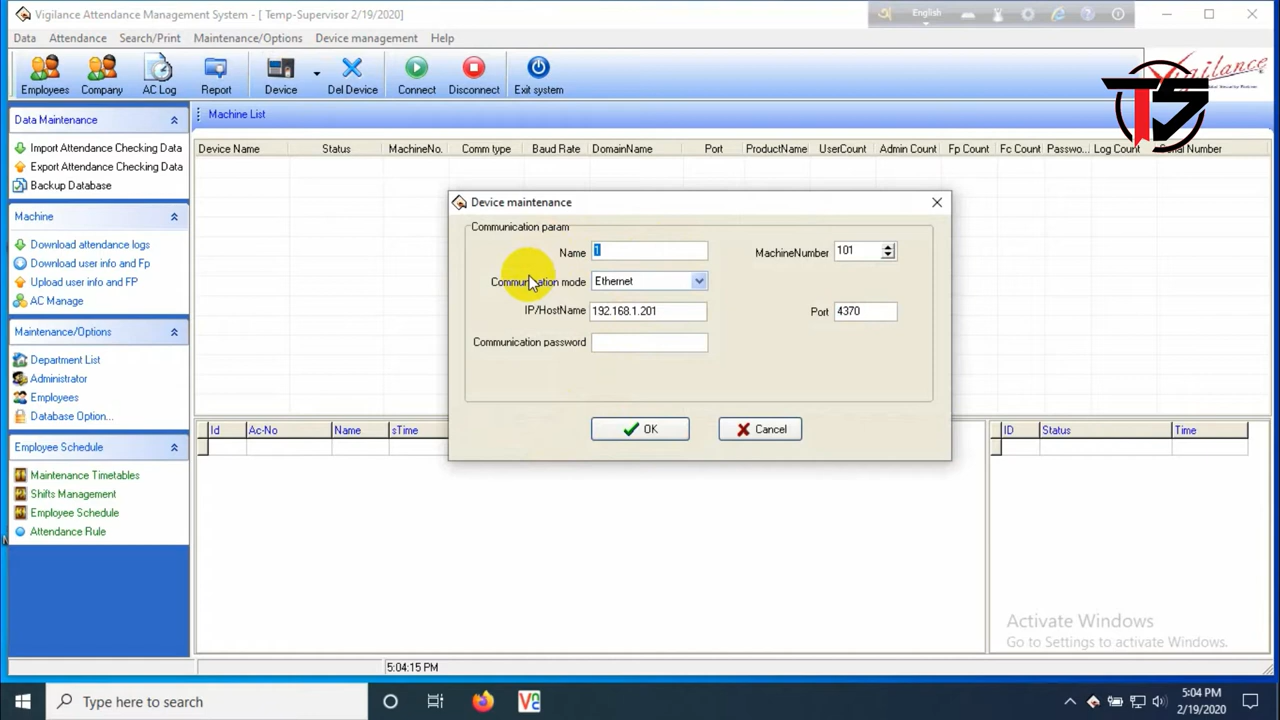 Vigilance Attendance Management System - [ Temp-Supervisor 2/19/2020]
English
Data Attendance Search/Print Maintenance/Options Device management Help
Employees Company AC Log Report Device Del Device Connect Disconnect Exit system
Vigilance
TS
Data Maintenance
Import Attendance Checking Data
Export Attendance Checking Data
Backup Database
Machine
Download attendance logs
Download user info and Fp
Upload user info and FP
AC Manage
Maintenance/Options
Department List
Administrator
Employees
Database Option...
Employee Schedule
Maintenance Timetables
Shifts Management
Employee Schedule
Attendance Rule
Machine List
Device Name Status MachineNo. Comm type Baud Rate DomainName Port ProductName UserCount Admin Count Fp Count Fc Count Passwo... Log Count Serial Number
Device maintenance
Communication param
Name 1 MachineNumber 101
Communication mode Ethernet
IP/HostName 192.168.1.201 Port 4370
Communication password
OK Cancel
Id Ac-No Name sTime
ID Status Time
Activate Windows
Go to Settings to activate Windows.
5:04:15 PM
Type here to search
5:04 PM
2/19/2020